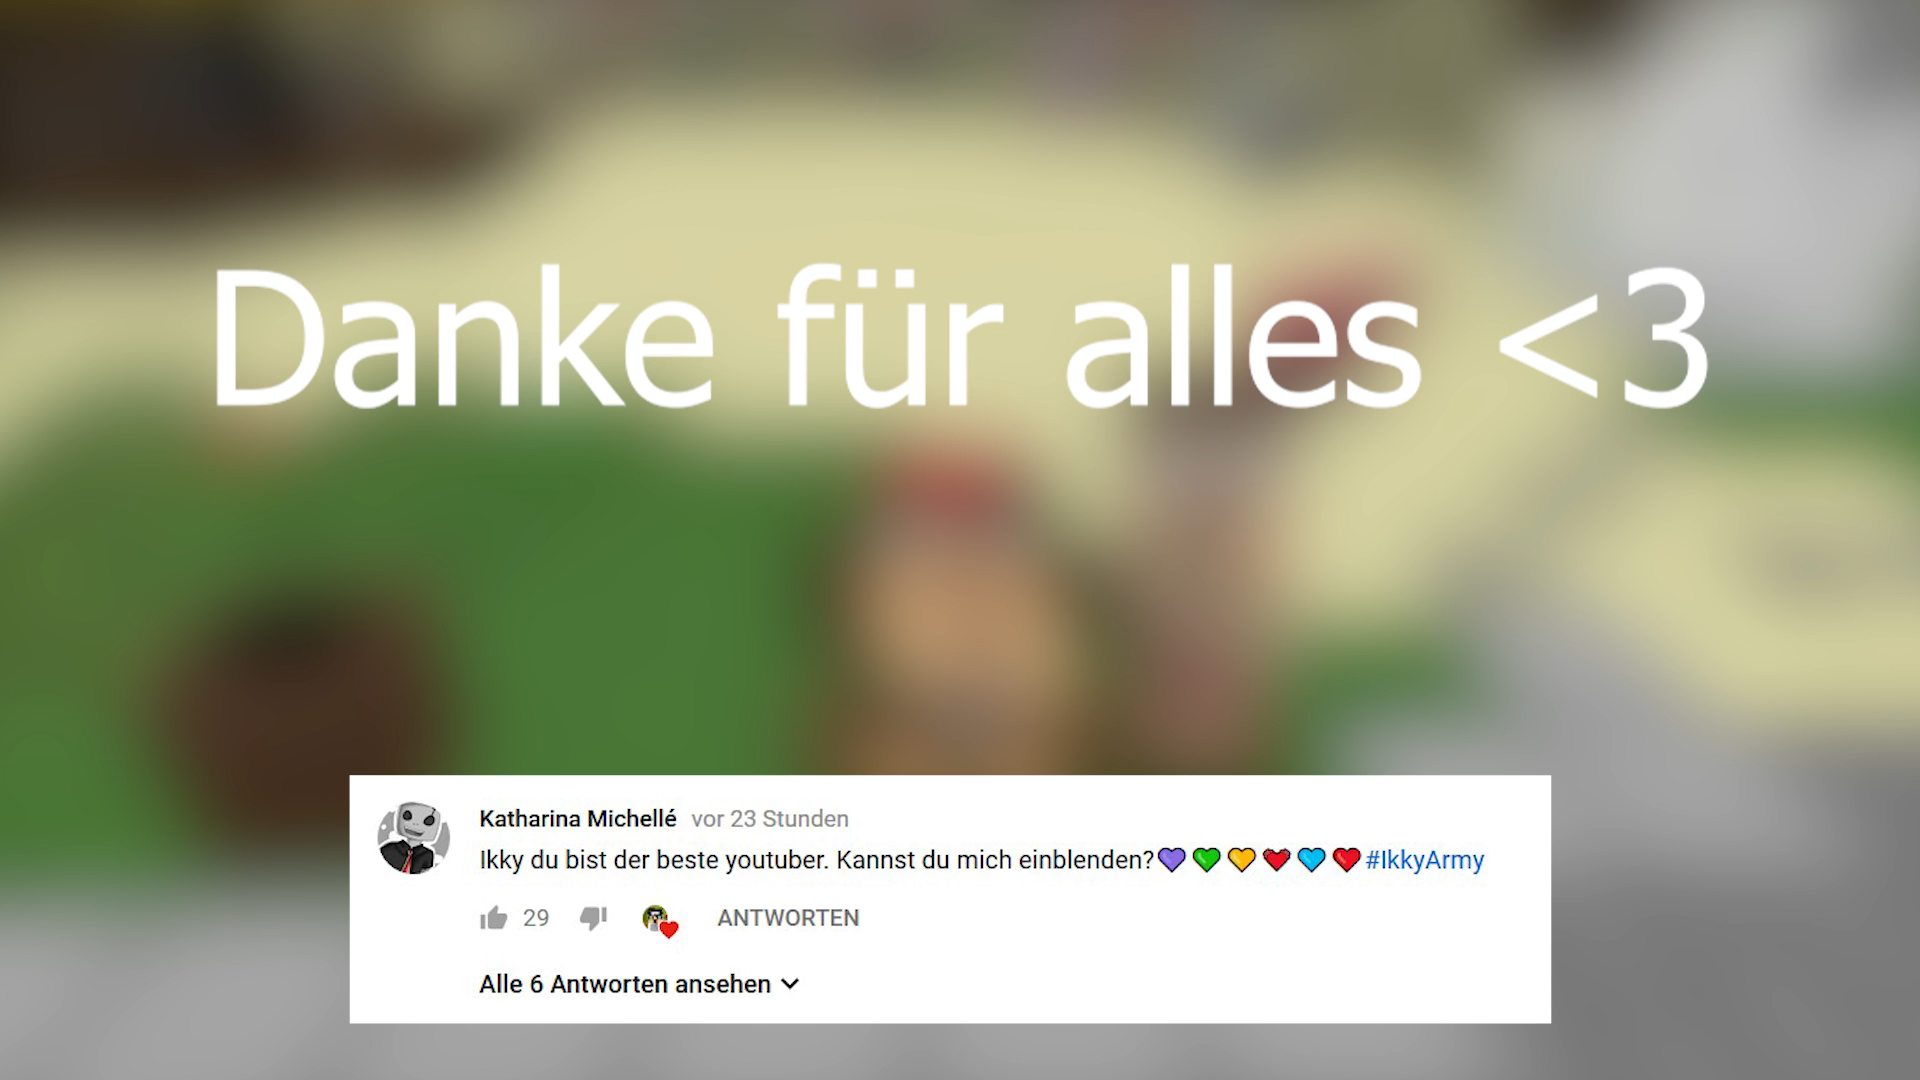 Danke für alles <3
Katharina Michellé vor 23 Stunden
Ikky du bist der beste youtuber. Kannst du mich einblenden?💜💚💛❤️💙❤️#IkkyArmy
29 ANTWORTEN
Alle 6 Antworten ansehen